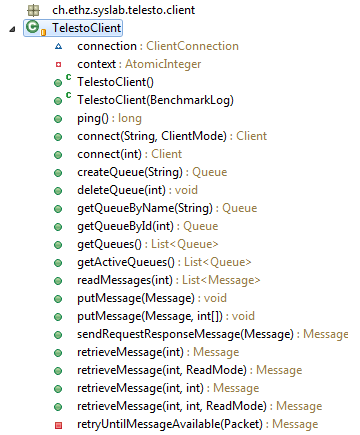 ch.ethz.syslab.telesto.client
TelestoClient
connection : ClientConnection
context : AtomicInteger
TelestoClient()
TelestoClient(BenchmarkLog)
ping() : long
connect(String, ClientMode) : Client
connect(int) : Client
createQueue(String) : Queue
deleteQueue(int) : void
getQueueByName(String) : Queue
getQueueById(int) : Queue
getQueues() : List<Queue>
getActiveQueues() : List<Queue>
readMessages(int) : List<Message>
putMessage(Message) : void
putMessage(Message, int[]) : void
sendRequestResponseMessage(Message) : Message
retrieveMessage(int) : Message
retrieveMessage(int, ReadMode) : Message
retrieveMessage(int, int) : Message
retrieveMessage(int, int, ReadMode) : Message
retryUntilMessageAvailable(Packet) : Message